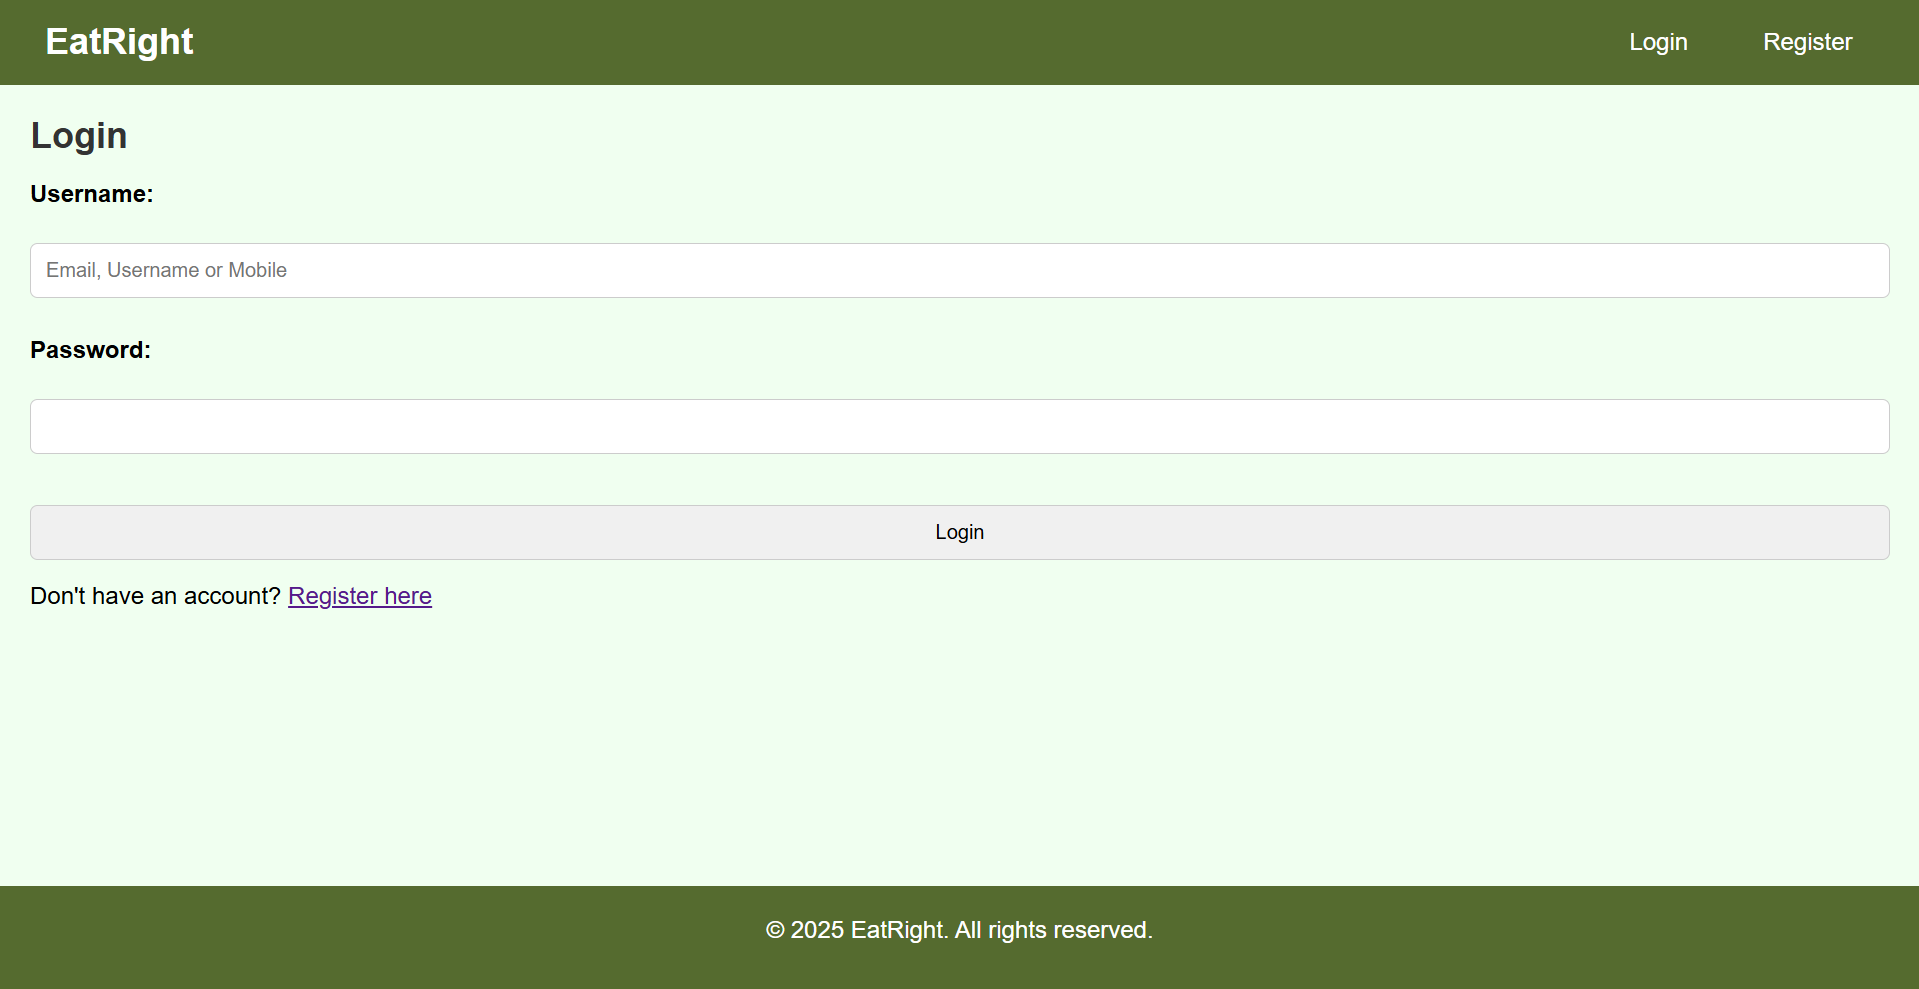 EatRight
Login Register
Login
Username:
Email, Username or Mobile
Password:
Login
Don't have an account? Register here
© 2025 EatRight. All rights reserved.